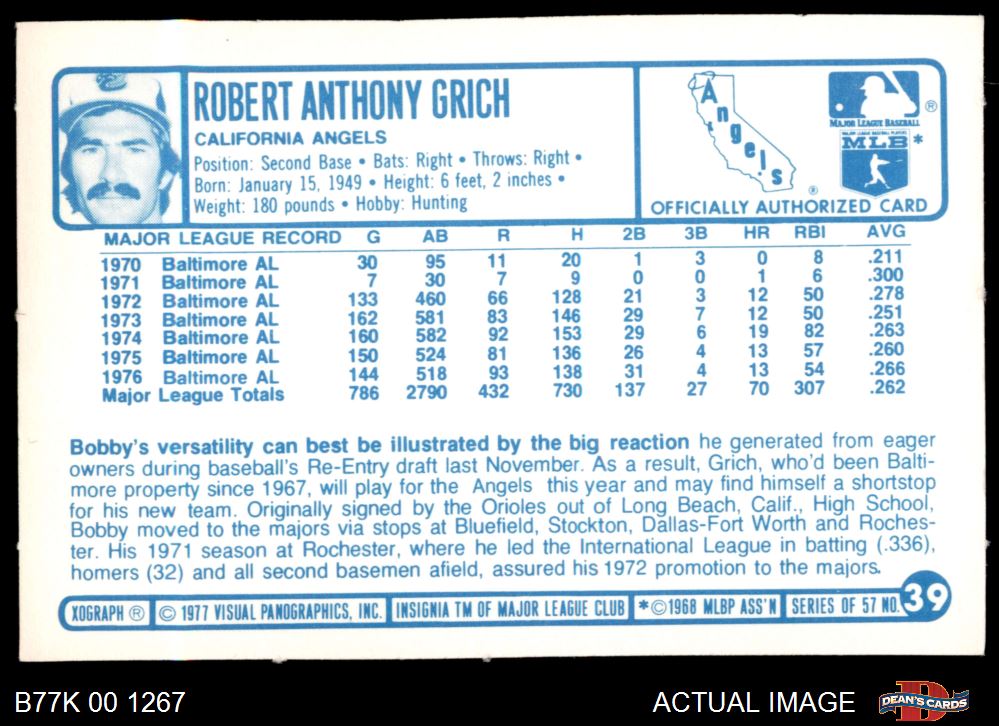 ROBERT ANTHONY GRICH
CALIFORNIA ANGELS
Position: Second Base • Bats: Right • Throws: Right •
Born: January 15, 1949 • Height: 6 feet, 2 inches •
Weight: 180 pounds • Hobby: Hunting
Angels ®
MAJOR LEAGUE BASEBALL ®
MAJOR LEAGUE BASEBALL PLAYERS
MLB *
OFFICIALLY AUTHORIZED CARD
MAJOR LEAGUE RECORD G AB R H 2B 3B HR RBI AVG
1970 Baltimore AL 30 95 11 20 1 3 0 8 .211
1971 Baltimore AL 7 30 7 9 0 0 1 6 .300
1972 Baltimore AL 133 460 66 128 21 3 12 50 .278
1973 Baltimore AL 162 581 83 146 29 7 12 50 .251
1974 Baltimore AL 160 582 92 153 29 6 19 82 .263
1975 Baltimore AL 150 524 81 136 26 4 13 57 .260
1976 Baltimore AL 144 518 93 138 31 4 13 54 .266
Major League Totals 786 2790 432 730 137 27 70 307 .262
Bobby's versatility can best be illustrated by the big reaction he generated from eager
owners during baseball's Re-Entry draft last November. As a result, Grich, who'd been Balti-
more property since 1967, will play for the Angels this year and may find himself a shortstop
for his new team. Originally signed by the Orioles out of Long Beach, Calif., High School,
Bobby moved to the majors via stops at Bluefield, Stockton, Dallas-Fort Worth and Roches-
ter. His 1971 season at Rochester, where he led the International League in batting (.336),
homers (32) and all second basemen afield, assured his 1972 promotion to the majors.
XOGRAPH ® © 1977 VISUAL PANOGRAPHICS, INC. INSIGNIA TM OF MAJOR LEAGUE CLUB *©1968 MLBP ASS'N SERIES OF 57 NO. 39
B77K 00 1267 ACTUAL IMAGE DEAN'S CARDS